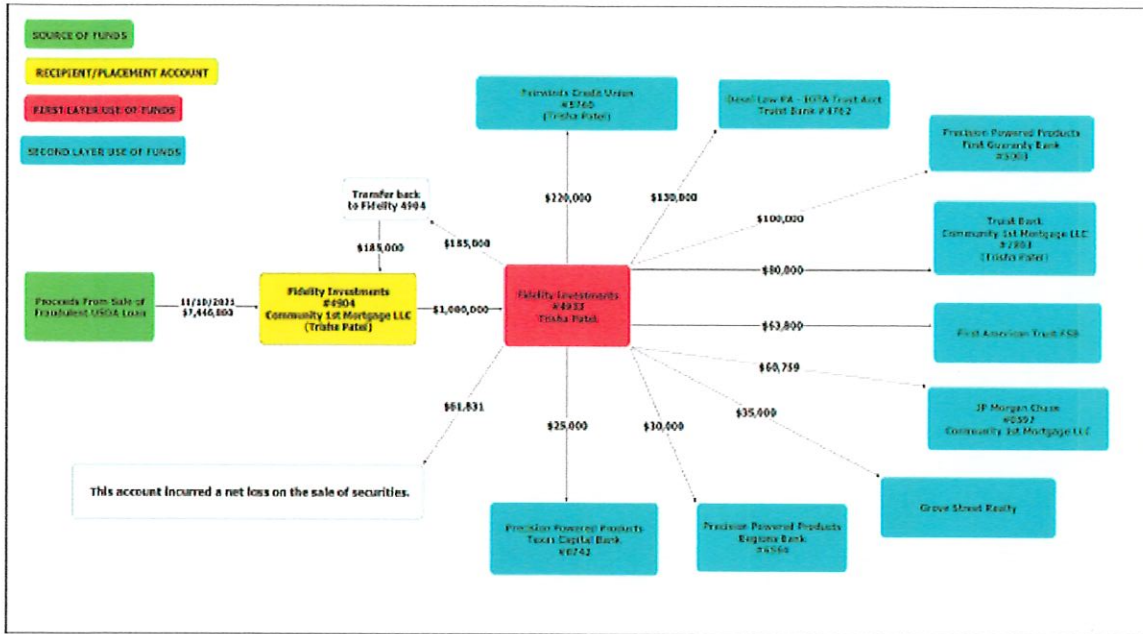 SOURCE OF FUNDS
RECIPIENT/PLACEMENT ACCOUNT
FIRST LAYER USE OF FUNDS
SECOND LAYER USE OF FUNDS
Fairwinds Credit Union
(Trisha Patel)
IOTA Trust Acct
Truist Bank #4762
Precision Powered Products
First Guaranty Bank
Transfer back
to Fidelity 4904
$220,000
$130,000
$100,000
Truist Bank
Community 1st Mortgage LLC
(Trisha Patel)
$185,000
$185,000
$80,000
Proceeds From Sale of
Fraudulent USDA Loan
11/10/2021
Fidelity Investments
#4904
Community 1st Mortgage LLC
(Trisha Patel)
$1,000,000
Fidelity Investments
#4933
Trisha Patel
$63,800
First American Trust FSB
$60,759
JP Morgan Chase
Community 1st Mortgage LLC
$61,831
$25,000
$30,000
$35,000
This account incurred a net loss on the sale of securities.
Grove Street Realty
Precision Powered Products
Texas Capital Bank
Precision Powered Products
Regions Bank